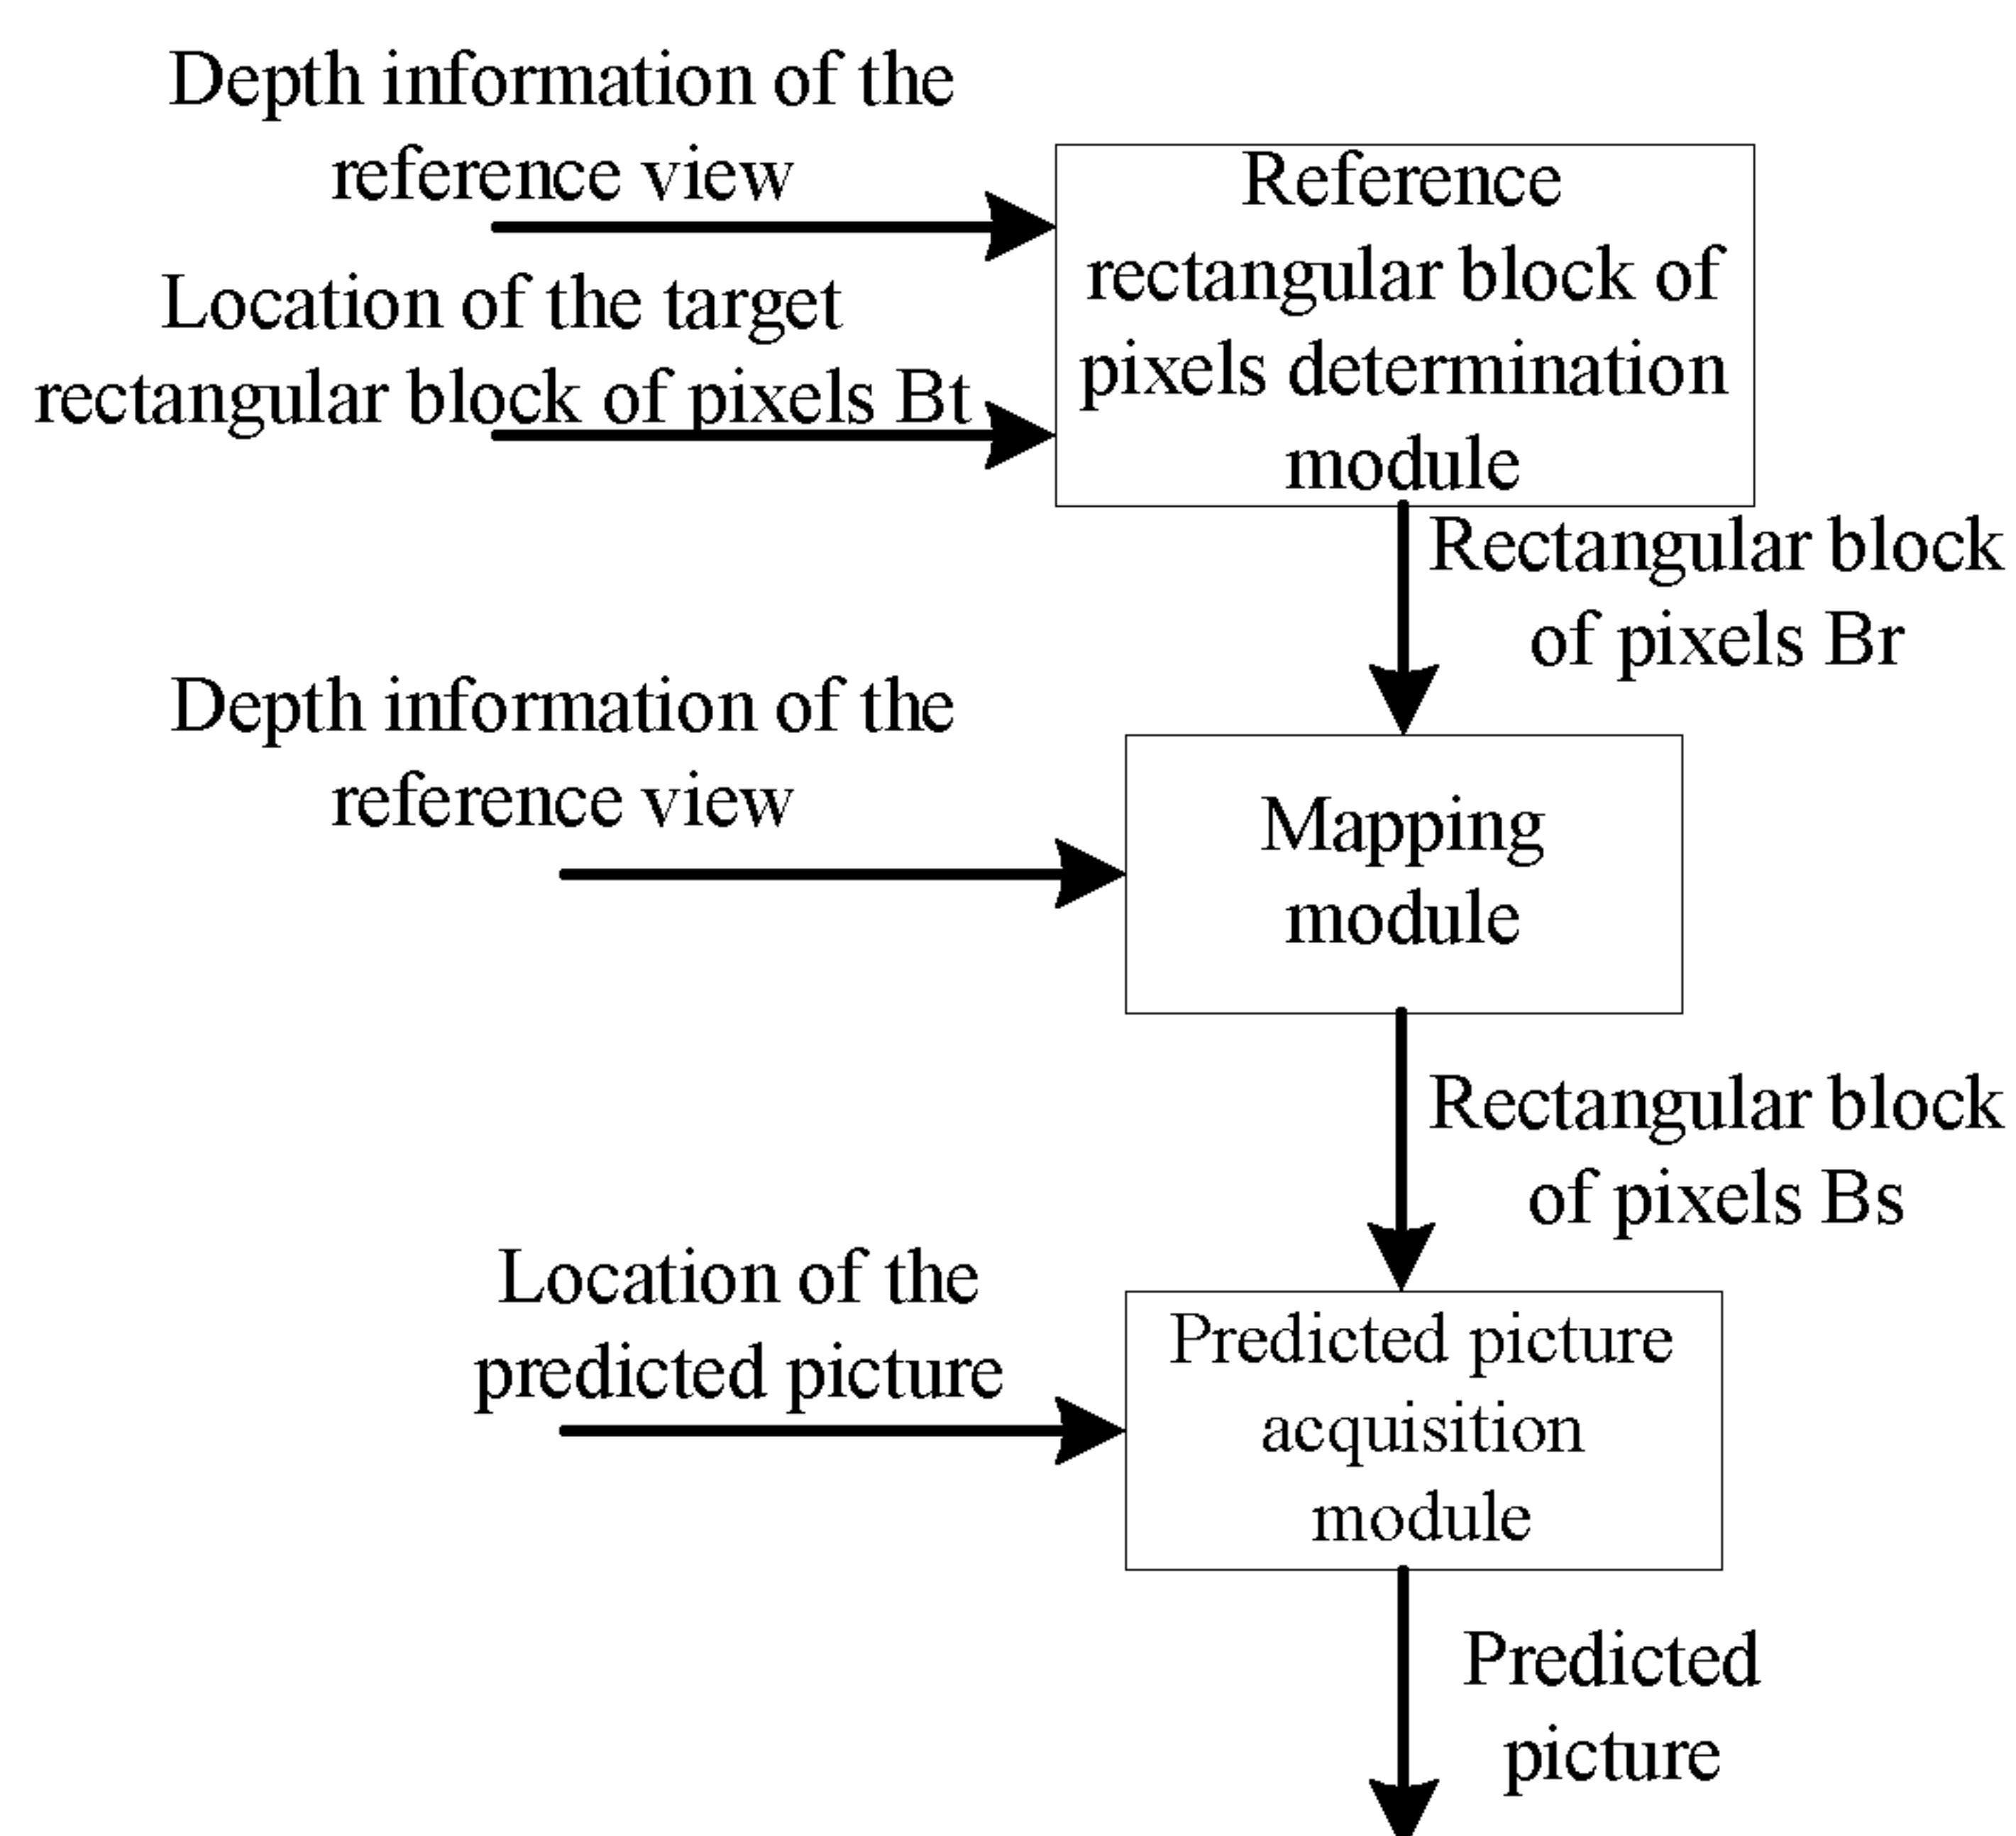 Depth information of the
reference view
Location of the target
rectangular block of pixels Bt
Reference
rectangular block of
pixels determination
module
Rectangular block
of pixels Br
Depth information of the
reference view
Mapping
module
Rectangular block
of pixels Bs
Location of the
predicted picture
Predicted picture
acquisition
module
Predicted
picture